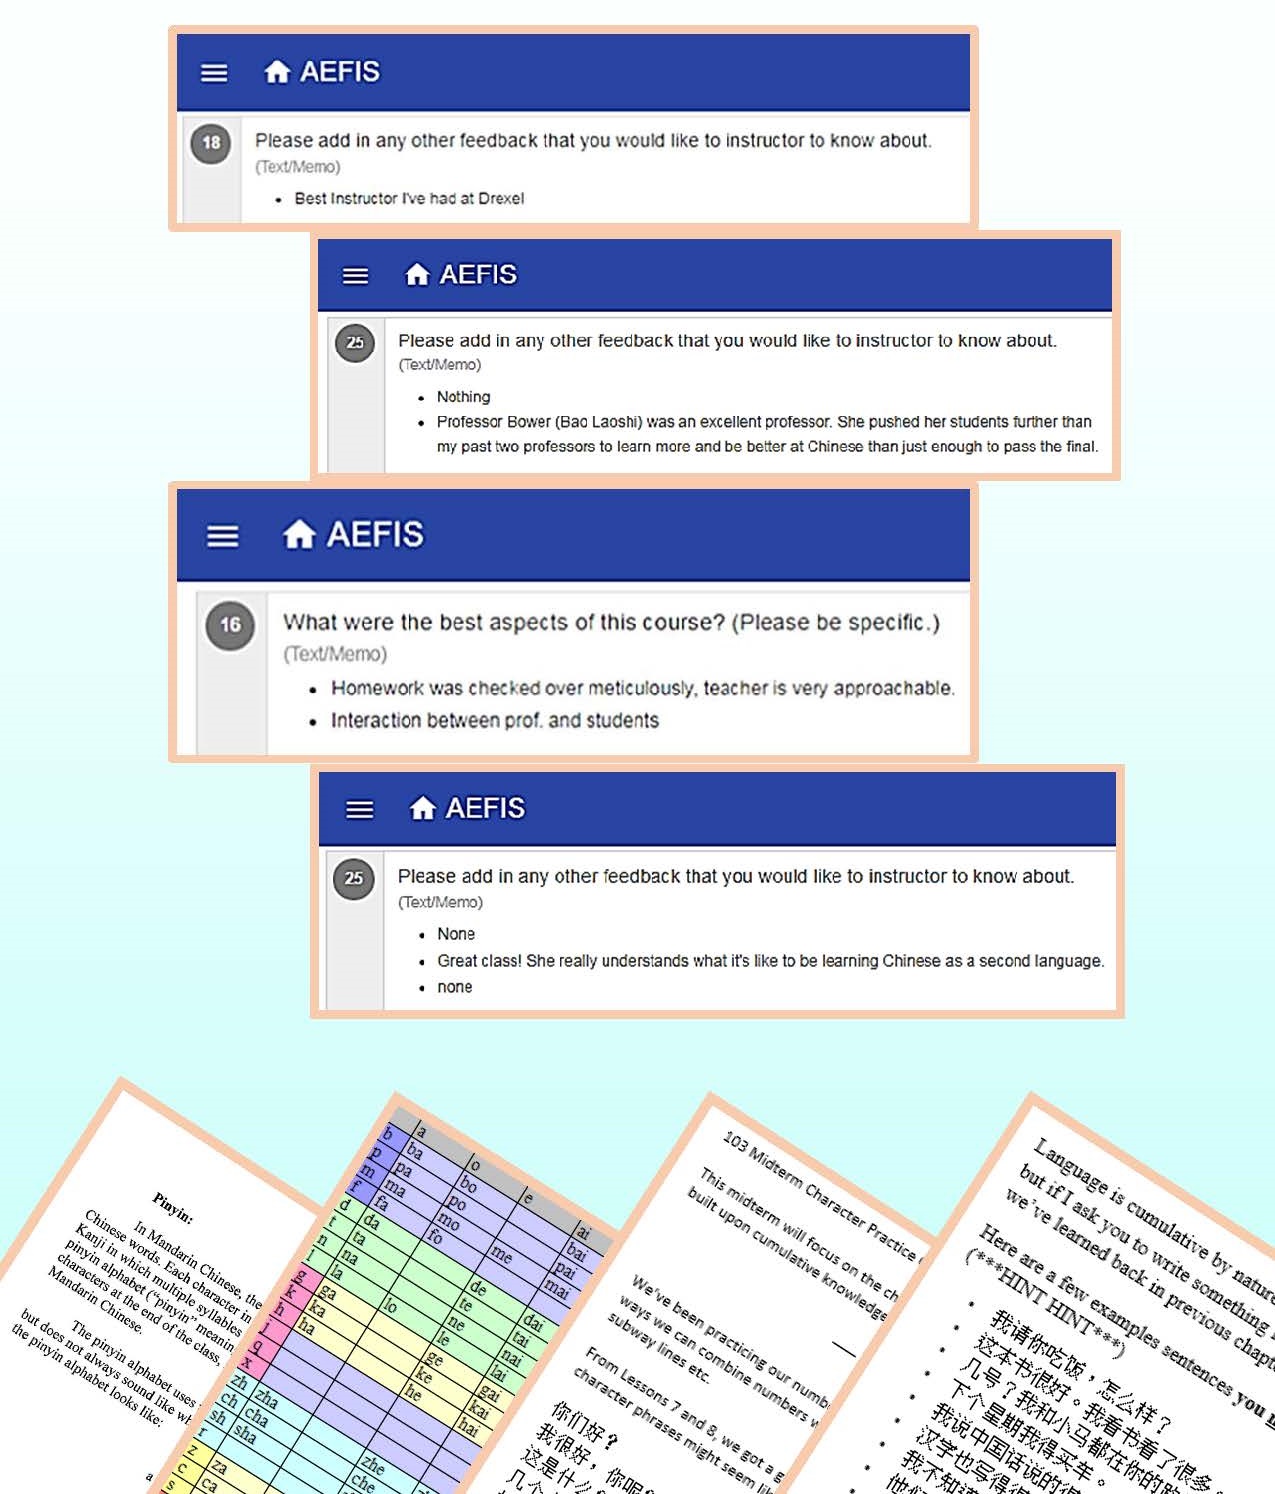 AEFIS
18
Please add in any other feedback that you would like to instructor to know about.
(Text/Memo)
• Best Instructor I've had at Drexel
AEFIS
25
Please add in any other feedback that you would like to instructor to know about.
(Text/Memo)
• Nothing
• Professor Bower (Bao Laoshi) was an excellent professor. She pushed her students further than
my past two professors to learn more and be better at Chinese than just enough to pass the final.
AEFIS
16
What were the best aspects of this course? (Please be specific.)
(Text/Memo)
• Homework was checked over meticulously, teacher is very approachable.
• Interaction between prof. and students
AEFIS
25
Please add in any other feedback that you would like to instructor to know about.
(Text/Memo)
• None
• Great class! She really understands what it's like to be learning Chinese as a second language.
• none
Pinyin:
In Mandarin Chinese, the
Chinese words. Each character in
Kanji in which multiple syllables
pinyin alphabet ("pinyin"
characters at the end of the class,
Mandarin Chinese.
The pinyin alphabet uses
but does not always sound like
the pinyin alphabet looks like:
a
a o e ai
b ba bo bai
p pa po pai
m ma mo me mai
f fa fo
d da de dai
t ta te tai
n na ne nai
l la lo le lai
g ga ge gai
k ka ke kai
h ha he hai
j
q
x
zh zha zhe
ch cha che
sh sha
r
z za
c ca
s
103 Midterm Character Practice
This midterm will focus on the
built upon cumulative knowledge
We've been practicing our
ways we can combine numbers
subway lines etc.
From Lessons 7 and 8, we got a
character phrases might seem
你们好？
我很好，你呢
这是什么
几个
Language is cumulative by nature
but if I ask you to write something
we've learned back in previous
Here are a few examples sentences you
(***HINT HINT***)
• 我请你吃饭，怎么样？
• 这本书很好。我看书看了很多
• 几号？我和小马都在你的
• 下个星期我得买车。
• 我说中国话说的很
• 汉字也写得很
• 我不知道
• 他们